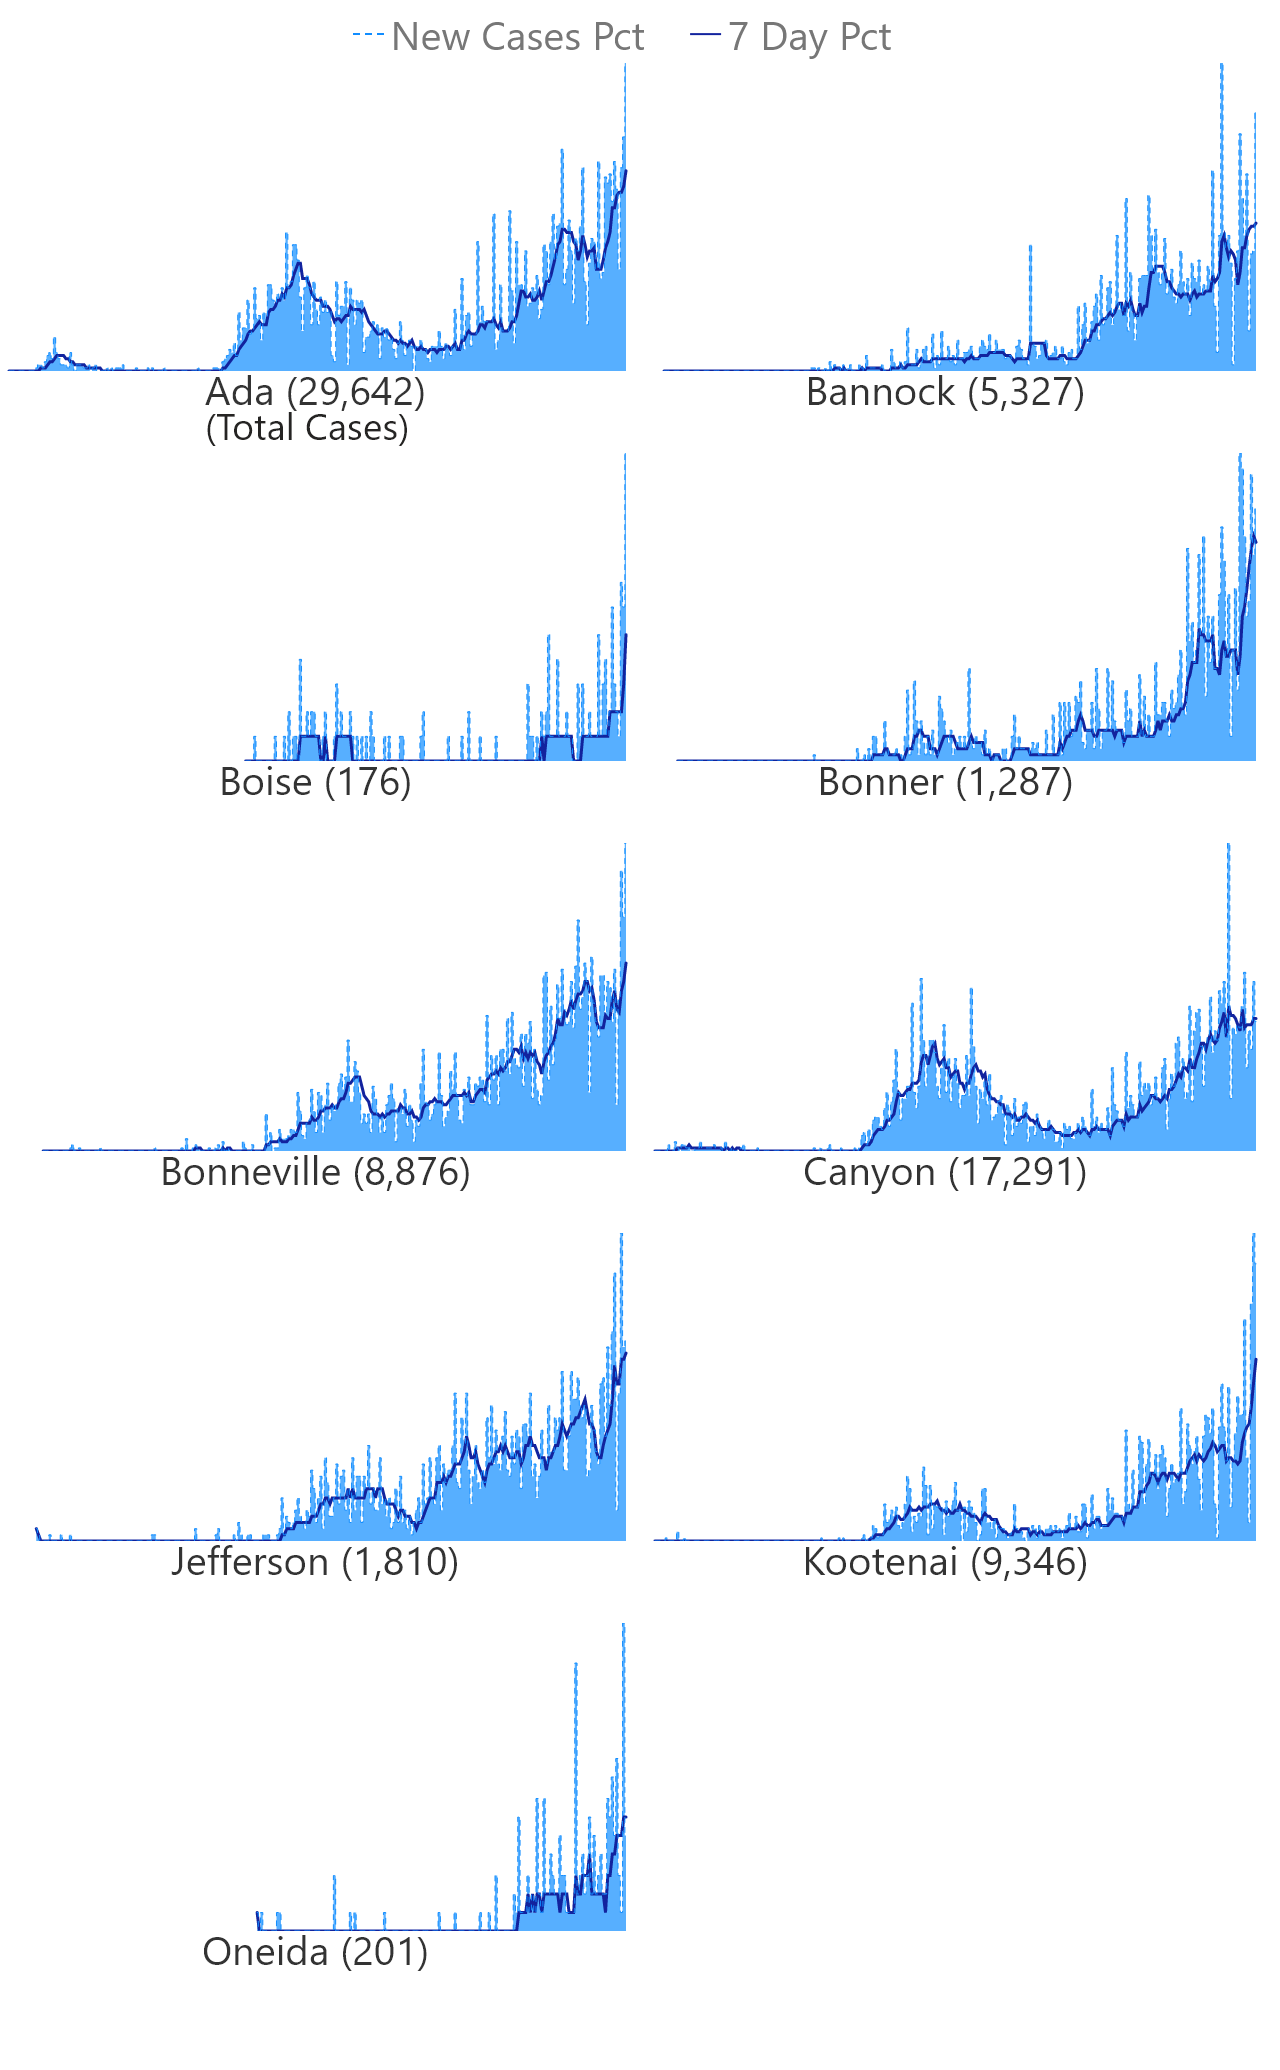 New Cases Pct 7 Day Pct
Ada (29,642)
(Total Cases)
Bannock (5,327)
Boise (176)
Bonner (1,287)
Bonneville (8,876)
Canyon (17,291)
Jefferson (1,810)
Kootenai (9,346)
Oneida (201)